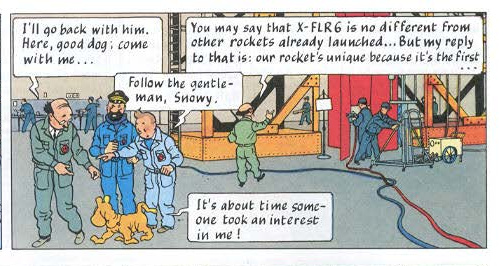 I'll go back with him.
Here, good dog; come
with me...
You may say that X-FLR6 is no different from
other rockets already launched... But my reply
to that is: our rocket's unique because it's the first
...
Follow the gentle-
man, Snowy.
It's about time some-
one took an interest
in me!